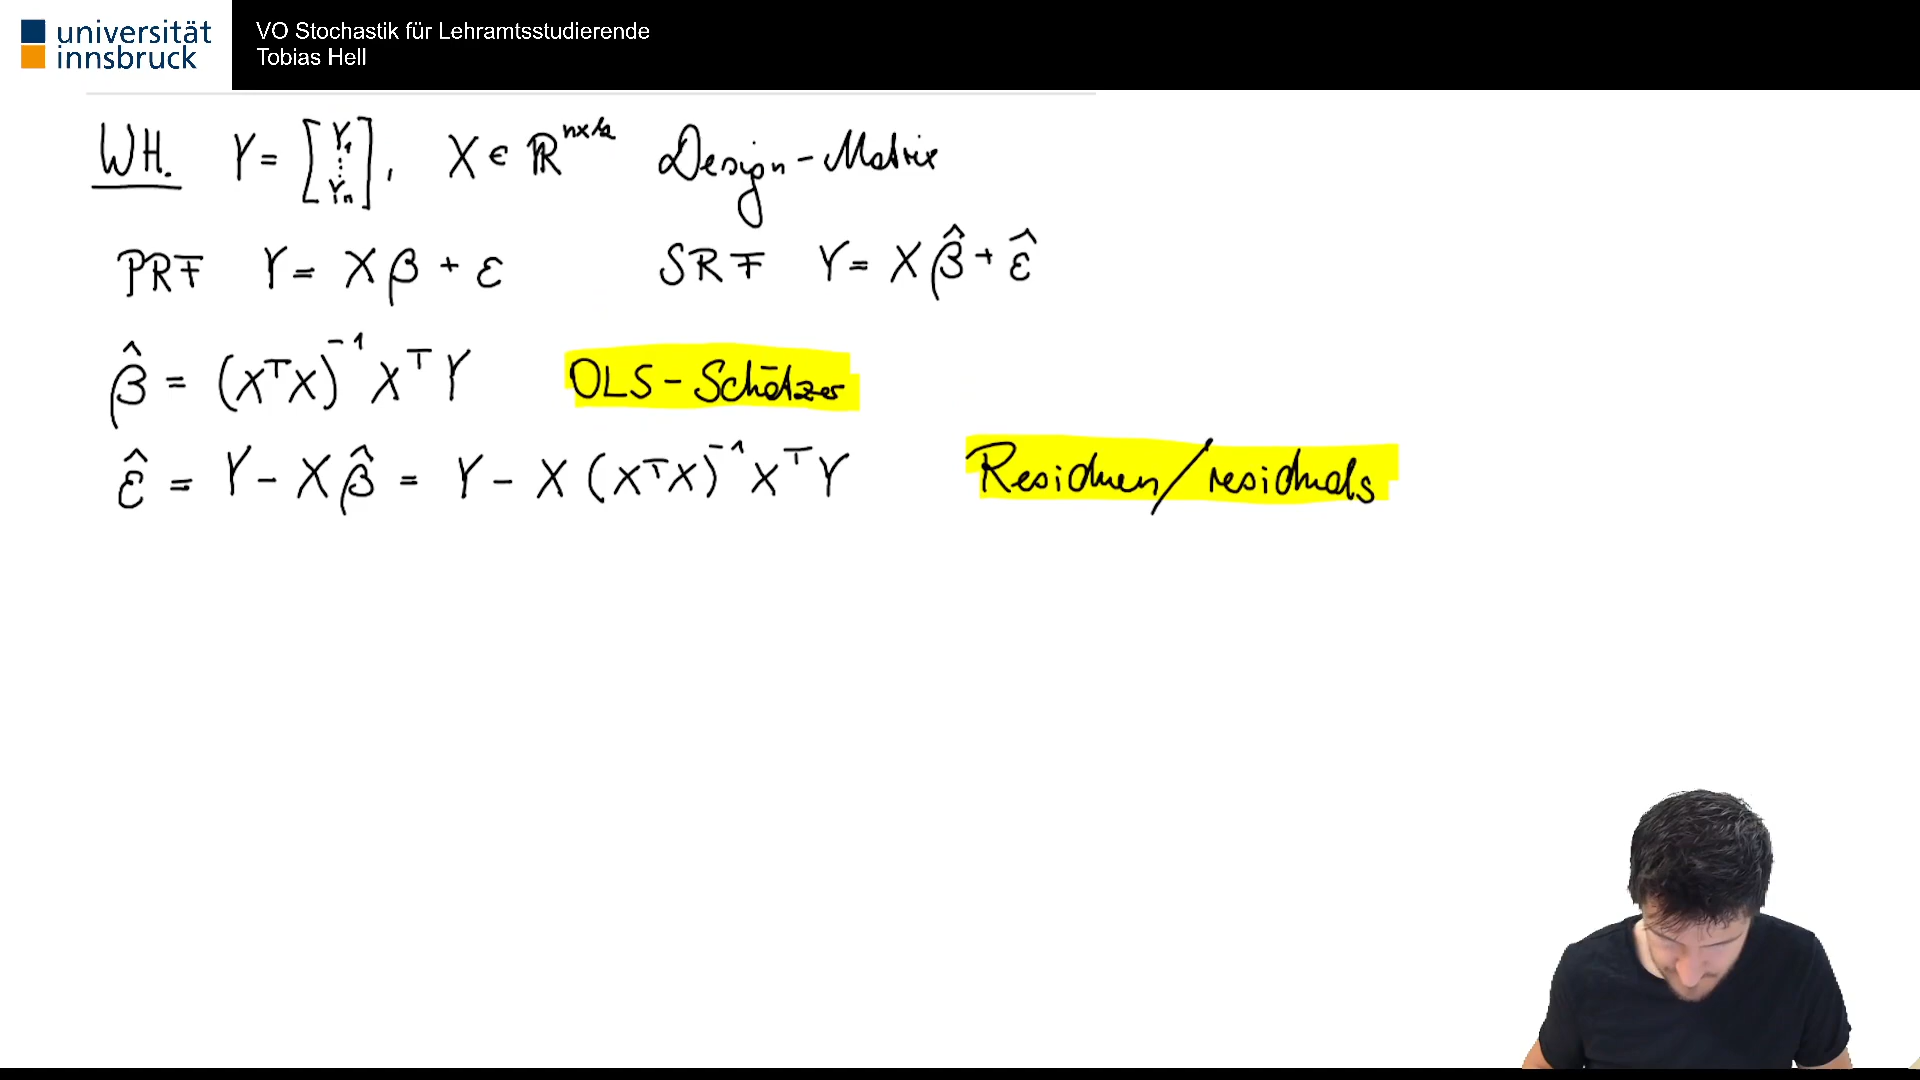 universität
innsbruck
VO Stochastik für Lehramtsstudierende
Tobias Hell
WH. Y = [Y₁ ⋮ Yₙ], X ∈ ℝⁿˣᵏ Design-Matrix
PRF Y = Xβ + ε SRF Y = Xβ̂ + ε̂
β̂ = (XᵀX)⁻¹XᵀY OLS-Schätzer
ε̂ = Y - Xβ̂ = Y - X(XᵀX)⁻¹XᵀY Residuen/residuals